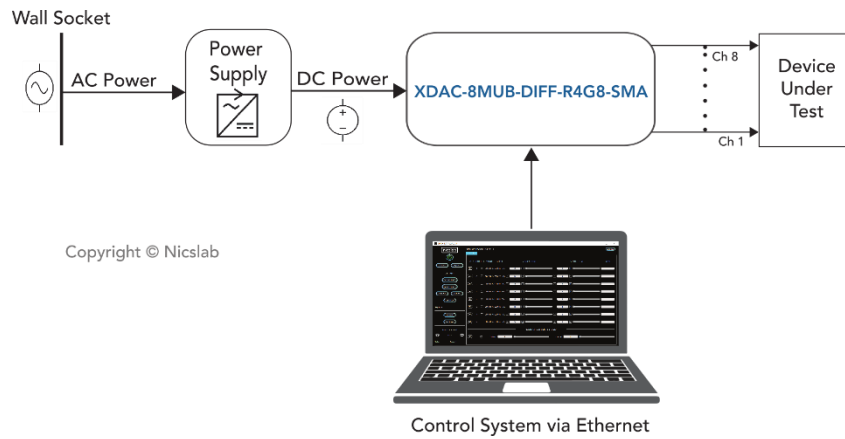 Wall Socket
AC Power
Power
Supply
DC Power
XDAC-8MUB-DIFF-R4G8-SMA
Ch 8
Ch 1
Device
Under
Test
Copyright © Nicslab
Control System via Ethernet